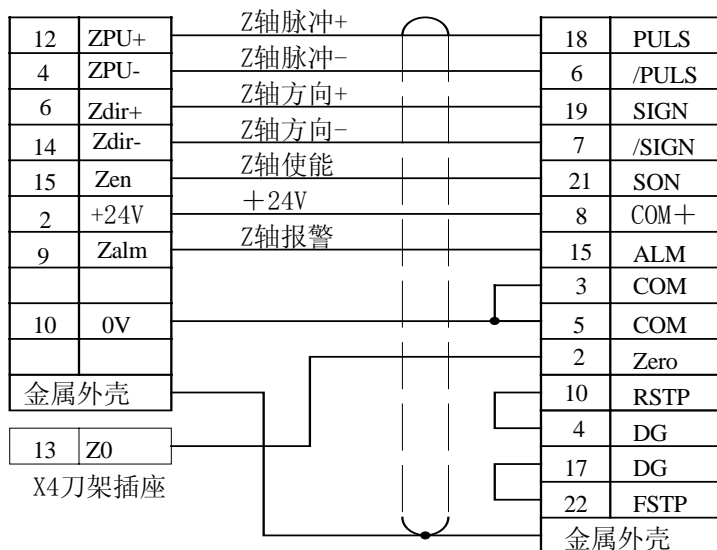 12 ZPU+ Z轴脉冲+ 18 PULS
4 ZPU- Z轴脉冲- 6 /PULS
6 Zdir+ Z轴方向+ 19 SIGN
14 Zdir- Z轴方向- 7 /SIGN
15 Zen Z轴使能 21 SON
2 +24V +24V 8 COM+
9 Zalm Z轴报警 15 ALM
3 COM
10 0V 5 COM
2 Zero
金属外壳 10 RSTP
4 DG
13 Z0
17 DG
X4刀架插座
22 FSTP
金属外壳